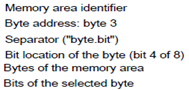 Memory area identifier
Byte address: byte 3
Separator ("byte.bit")
Bit location of the byte (bit 4 of 8)
Bytes of the memory area
Bits of the selected byte